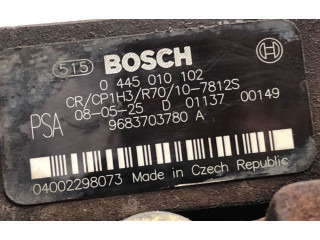 515 BOSCH
0 445 010 102
CR/CP1H3/R70/10-7812S
PSA 08-05-25 D 01137 00149
9683703780 A
04002298073 Made in Czech Republic